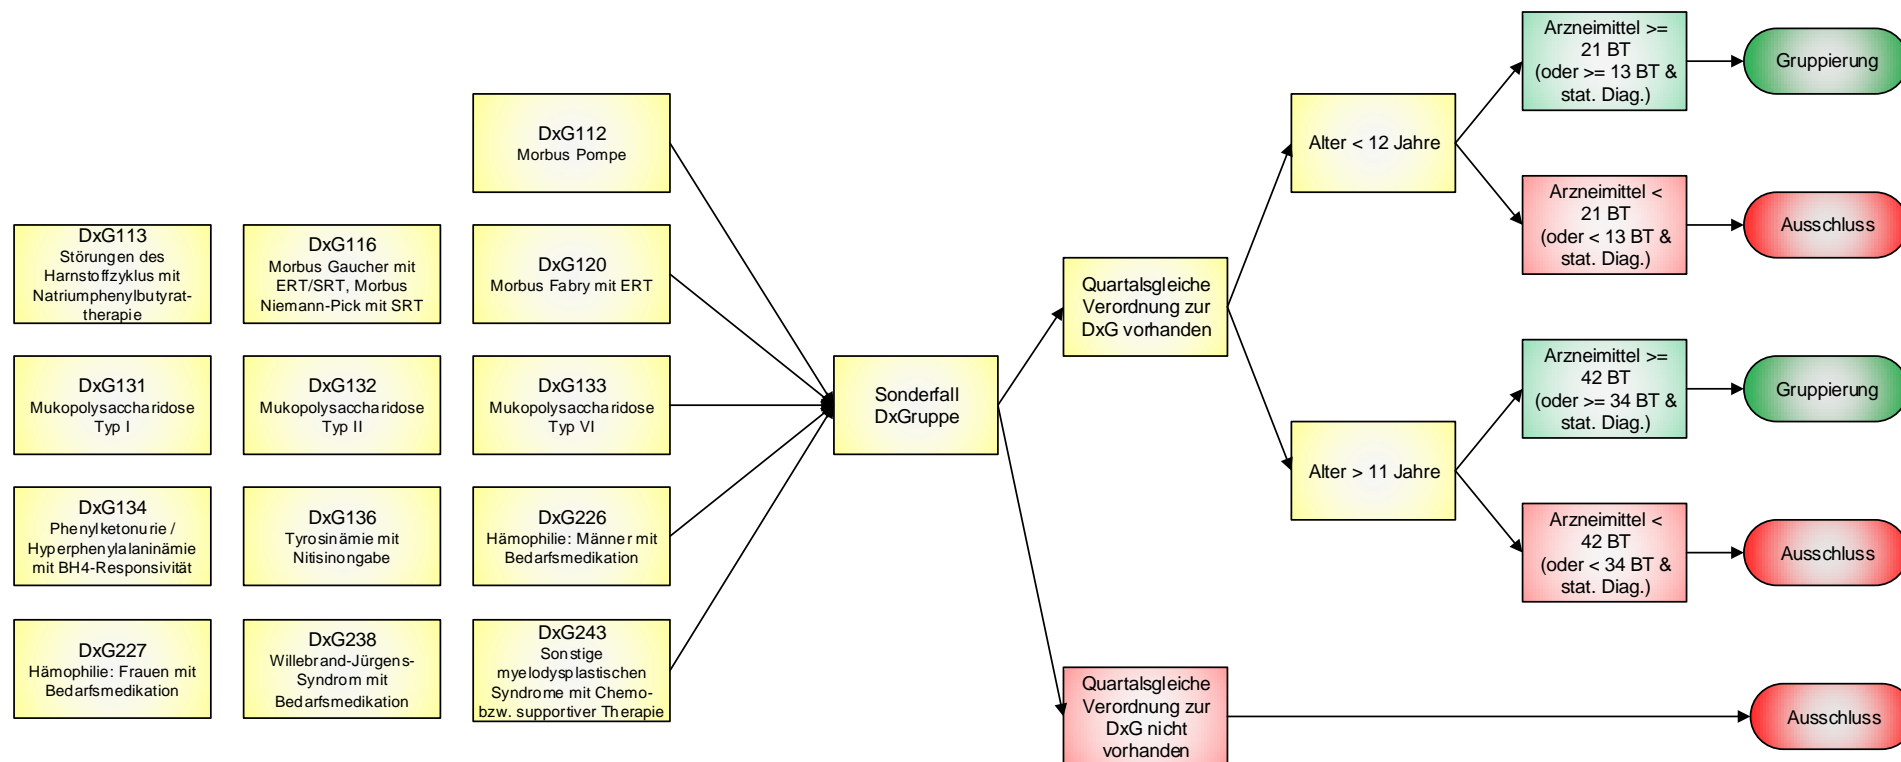 DxG112
Morbus Pompe
DxG113
Störungen des
Harnstoffzyklus mit
Natriumphenylbutyrat-
therapie
DxG116
Morbus Gaucher mit
ERT/SRT, Morbus
Niemann-Pick mit SRT
DxG120
Morbus Fabry mit ERT
DxG131
Mukopolysaccharidose
Typ I
DxG132
Mukopolysaccharidose
Typ II
DxG133
Mukopolysaccharidose
Typ VI
DxG134
Phenylketonurie /
Hyperphenylalaninämie
mit BH4-Responsivität
DxG136
Tyrosinämie mit
Nitisinongabe
DxG226
Hämophilie: Männer mit
Bedarfsmedikation
DxG227
Hämophilie: Frauen mit
Bedarfsmedikation
DxG238
Willebrand-Jürgens-
Syndrom mit
Bedarfsmedikation
DxG243
Sonstige
myelodysplastischen
Syndrome mit Chemo-
bzw. supportiver Therapie
Sonderfall
DxGruppe
Quartalsgleiche
Verordnung zur
DxG vorhanden
Quartalsgleiche
Verordnung zur
DxG nicht
vorhanden
Alter < 12 Jahre
Alter > 11 Jahre
Arzneimittel >=
21 BT
(oder >= 13 BT &
stat. Diag.)
Gruppierung
Arzneimittel <
21 BT
(oder < 13 BT &
stat. Diag.)
Ausschluss
Arzneimittel >=
42 BT
(oder >= 34 BT &
stat. Diag.)
Gruppierung
Arzneimittel <
42 BT
(oder < 34 BT &
stat. Diag.)
Ausschluss
Ausschluss